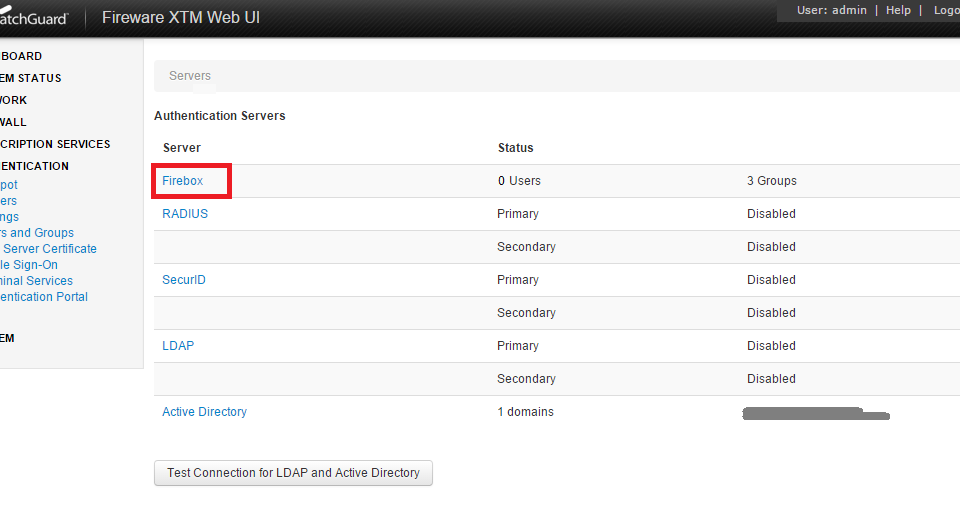 atchGuard Fireware XTM Web UI User: admin | Help | Logo
BOARD
EM STATUS
WORK
WALL
CRIPTION SERVICES
ENTICATION
pot
ers
ngs
rs and Groups
Server Certificate
le Sign-On
minal Services
entication Portal
EM
Servers
Authentication Servers
Server Status
Firebox 0 Users 3 Groups
RADIUS Primary Disabled
Secondary Disabled
SecurID Primary Disabled
Secondary Disabled
LDAP Primary Disabled
Secondary Disabled
Active Directory 1 domains
Test Connection for LDAP and Active Directory